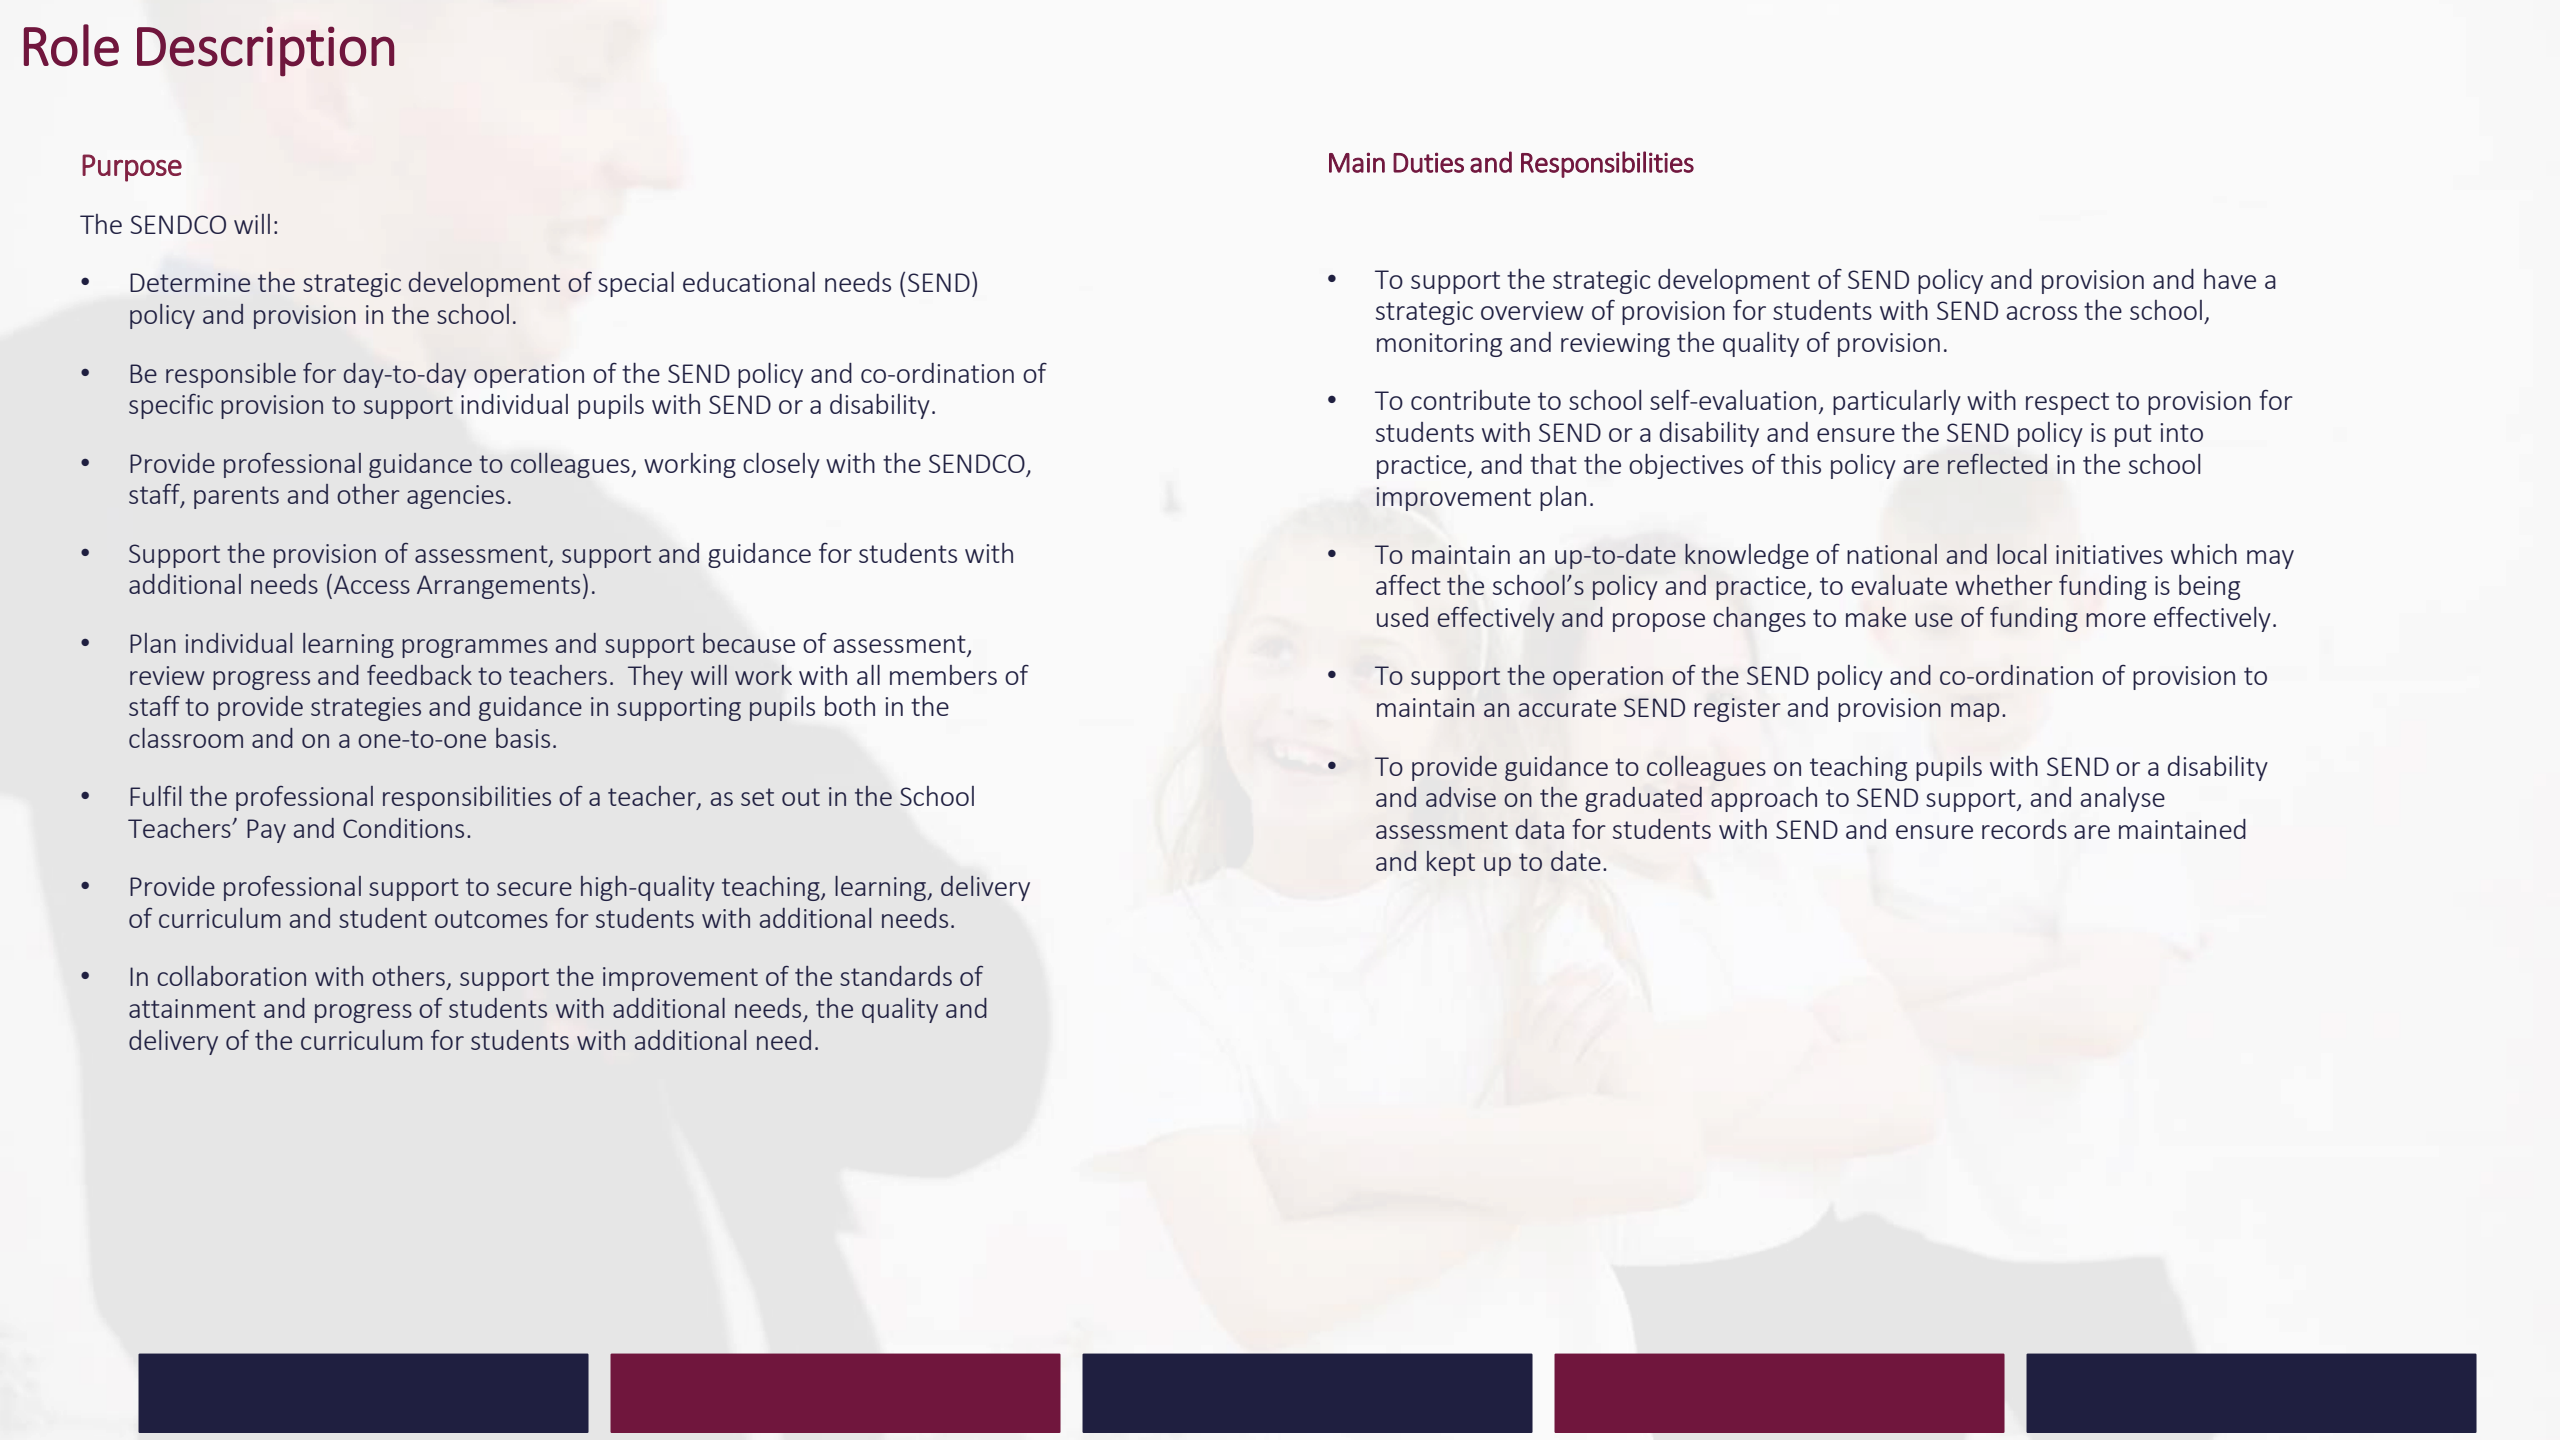 Role Description
Purpose
The SENDCO will:
• Determine the strategic development of special educational needs (SEND)
policy and provision in the school.
• Be responsible for day-to-day operation of the SEND policy and co-ordination of
specific provision to support individual pupils with SEND or a disability.
• Provide professional guidance to colleagues, working closely with the SENDCO,
staff, parents and other agencies.
• Support the provision of assessment, support and guidance for students with
additional needs (Access Arrangements).
• Plan individual learning programmes and support because of assessment,
review progress and feedback to teachers.  They will work with all members of
staff to provide strategies and guidance in supporting pupils both in the
classroom and on a one-to-one basis.
• Fulfil the professional responsibilities of a teacher, as set out in the School
Teachers’ Pay and Conditions.
• Provide professional support to secure high-quality teaching, learning, delivery
of curriculum and student outcomes for students with additional needs.
• In collaboration with others, support the improvement of the standards of
attainment and progress of students with additional needs, the quality and
delivery of the curriculum for students with additional need.
Main Duties and Responsibilities
• To support the strategic development of SEND policy and provision and have a
strategic overview of provision for students with SEND across the school,
monitoring and reviewing the quality of provision.
• To contribute to school self-evaluation, particularly with respect to provision for
students with SEND or a disability and ensure the SEND policy is put into
practice, and that the objectives of this policy are reflected in the school
improvement plan.
• To maintain an up-to-date knowledge of national and local initiatives which may
affect the school’s policy and practice, to evaluate whether funding is being
used effectively and propose changes to make use of funding more effectively.
• To support the operation of the SEND policy and co-ordination of provision to
maintain an accurate SEND register and provision map.
• To provide guidance to colleagues on teaching pupils with SEND or a disability
and advise on the graduated approach to SEND support, and analyse
assessment data for students with SEND and ensure records are maintained
and kept up to date.